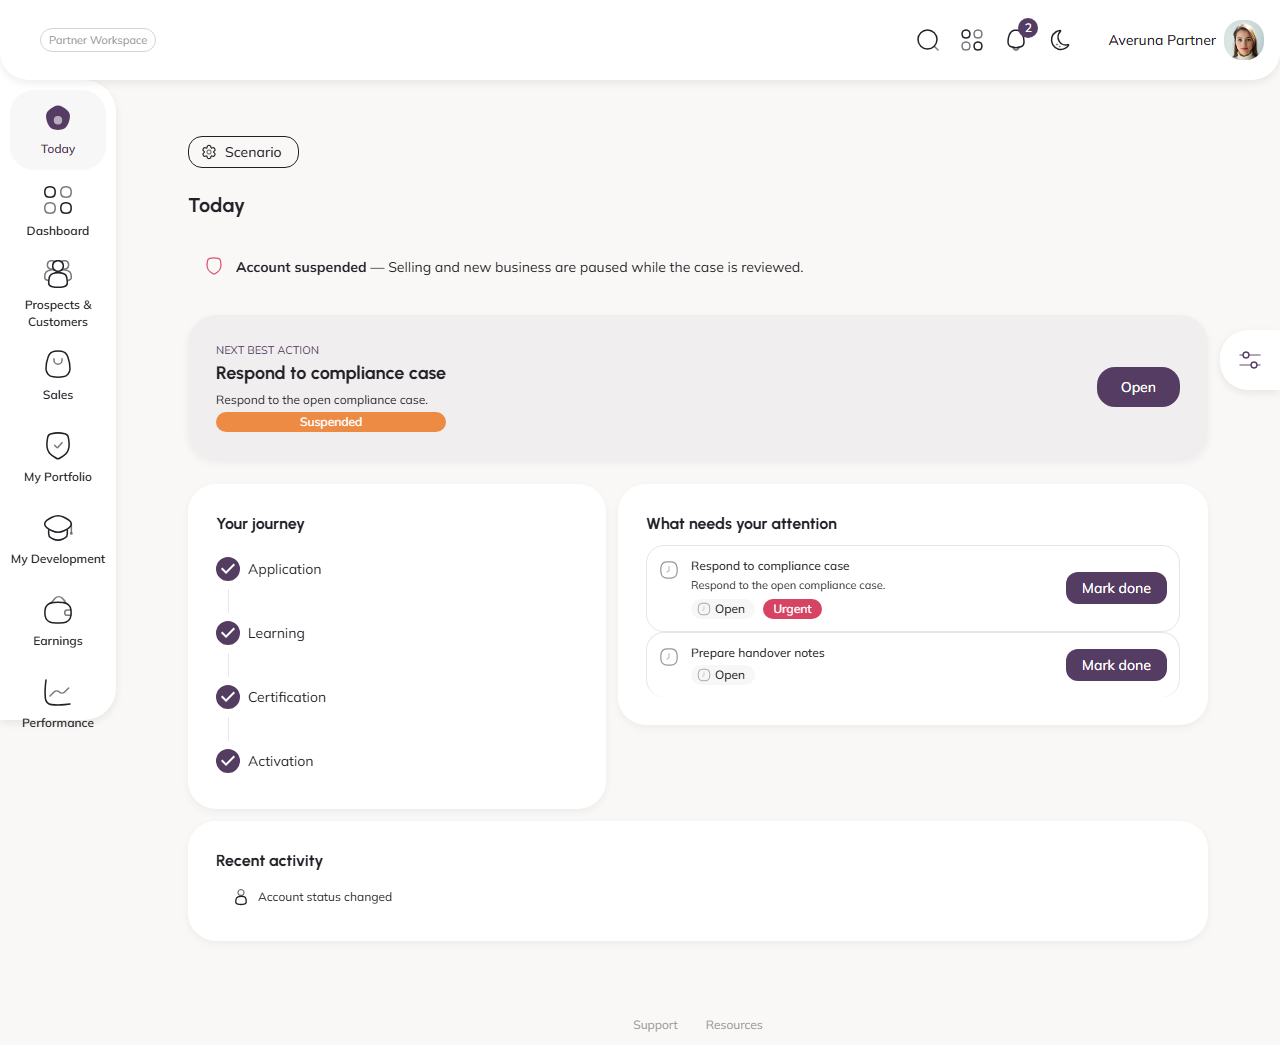 Partner Workspace
2
Averuna Partner
Today
Dashboard
Prospects &
Customers
Sales
My Portfolio
My Development
Earnings
Performance
Scenario
Today
Account suspended — Selling and new business are paused while the case is reviewed.
NEXT BEST ACTION
Respond to compliance case
Respond to the open compliance case.
Suspended
Open
Your journey
Application
Learning
Certification
Activation
What needs your attention
Respond to compliance case
Respond to the open compliance case.
Open
Urgent
Mark done
Prepare handover notes
Open
Mark done
Recent activity
Account status changed
Support
Resources